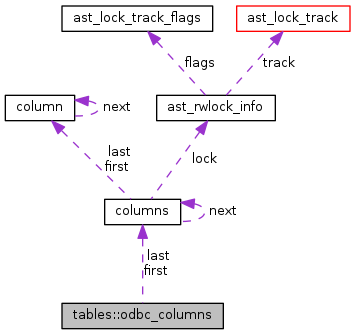 ast_lock_track_flags
ast_lock_track
flags
track
column
next
ast_rwlock_info
last
first
lock
columns
next
last
first
tables::odbc_columns